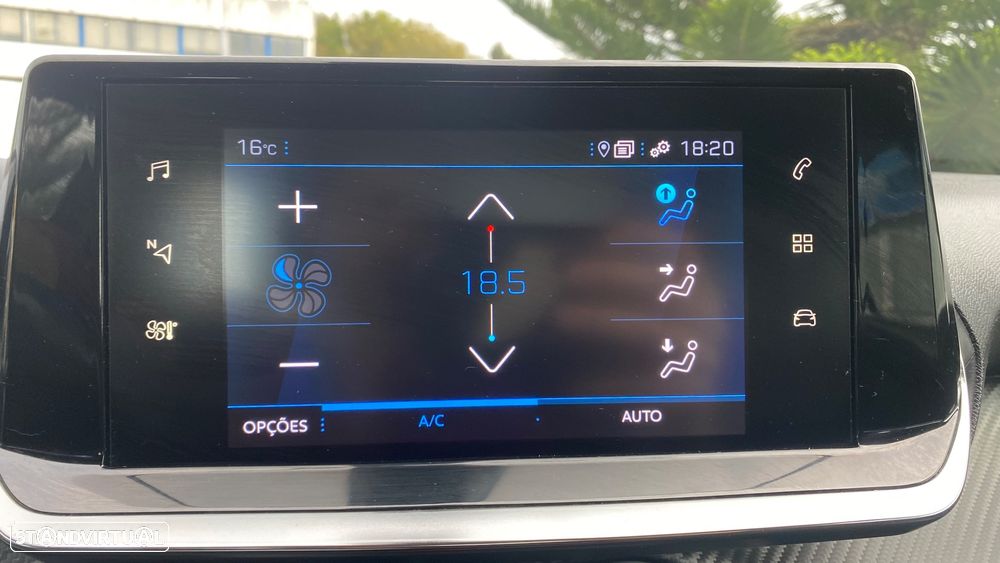 16°C
18:20
N
18.5
OPÇÕES
A/C
AUTO
STANDVIRTUAL